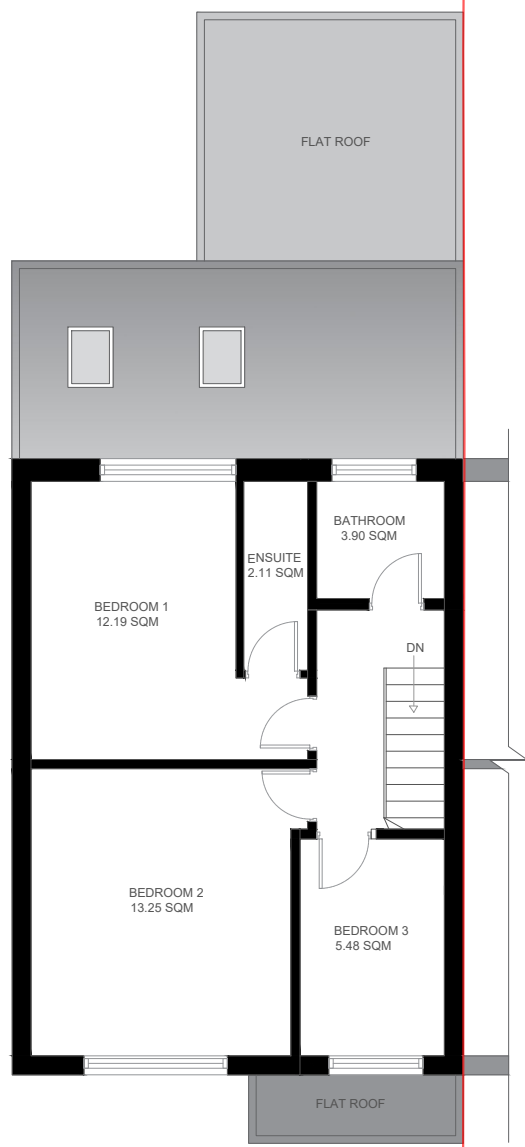 FLAT ROOF
BATHROOM
3.90 SQM
ENSUITE
2.11 SQM
BEDROOM 1
12.19 SQM
DN
BEDROOM 2
13.25 SQM
BEDROOM 3
5.48 SQM
FLAT ROOF